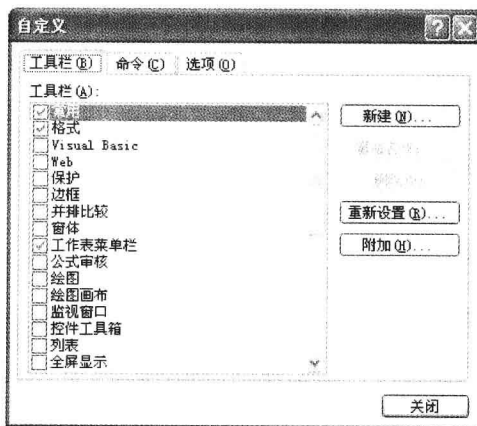 自定义
工具栏(B) 命令(C) 选项(O)
工具栏(A):
常用
格式
Visual Basic
Web
保护
边框
并排比较
窗体
工作表菜单栏
公式审核
绘图
绘图画布
监视窗口
控件工具箱
列表
全屏显示
新建(N)...
重新设置(R)...
附加(H)...
关闭